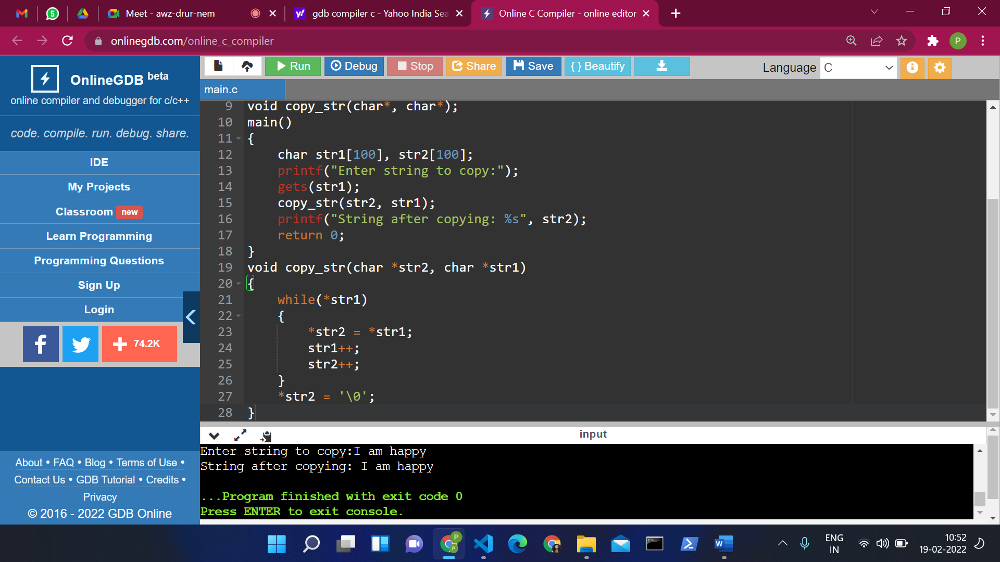 5
Meet - awz-drur-nem
gdb compiler c - Yahoo India Sea
Online C Compiler - online editor
onlinegdb.com/online_c_compiler
P
OnlineGDB beta
online compiler and debugger for c/c++
code. compile. run. debug. share.
IDE
My Projects
Classroom new
Learn Programming
Programming Questions
Sign Up
Login
74.2K
About • FAQ • Blog • Terms of Use •
Contact Us • GDB Tutorial • Credits •
Privacy
© 2016 - 2022 GDB Online
Run Debug Stop Share Save { } Beautify
Language C
main.c
9 void copy_str(char*, char*);
10 main()
11 {
12 char str1[100], str2[100];
13 printf("Enter string to copy:");
14 gets(str1);
15 copy_str(str2, str1);
16 printf("String after copying: %s", str2);
17 return 0;
18 }
19 void copy_str(char *str2, char *str1)
20 {
21 while(*str1)
22 {
23 *str2 = *str1;
24 str1++;
25 str2++;
26 }
27 *str2 = '\0';
28 }
input
Enter string to copy:I am happy
String after copying: I am happy
...Program finished with exit code 0
Press ENTER to exit console.
ENG
IN
10:52
19-02-2022